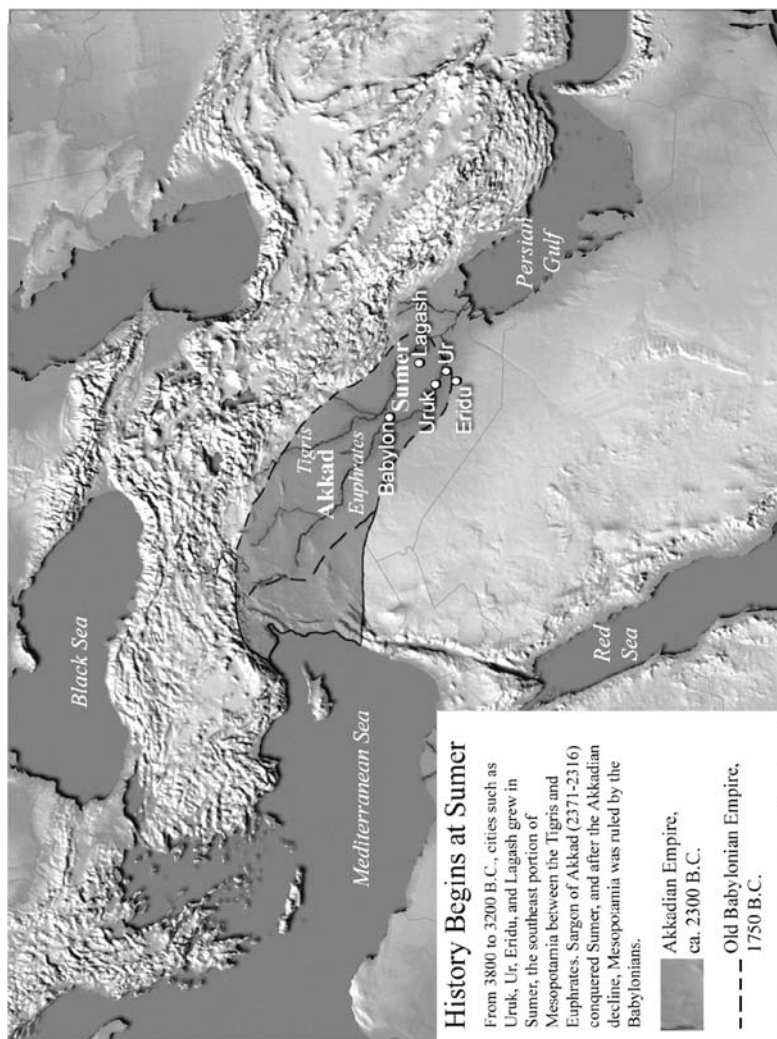 History Begins at Sumer
From 3800 to 3200 B.C., cities such as
Uruk, Ur, Eridu, and Lagash grew in
Sumer, the southeast portion of
Mesopotamia between the Tigris and
Euphrates. Sargon of Akkad (2371-2316)
conquered Sumer, and after the Akkadian
decline, Mesopotamia was ruled by the
Babylonians.
Akkadian Empire,
ca. 2300 B.C.
Old Babylonian Empire,
1750 B.C.
Black Sea
Mediterranean Sea
Red
Sea
Persian
Gulf
Tigris
Akkad
Euphrates
Babylon
Sumer
Lagash
Uruk
Ur
Eridu